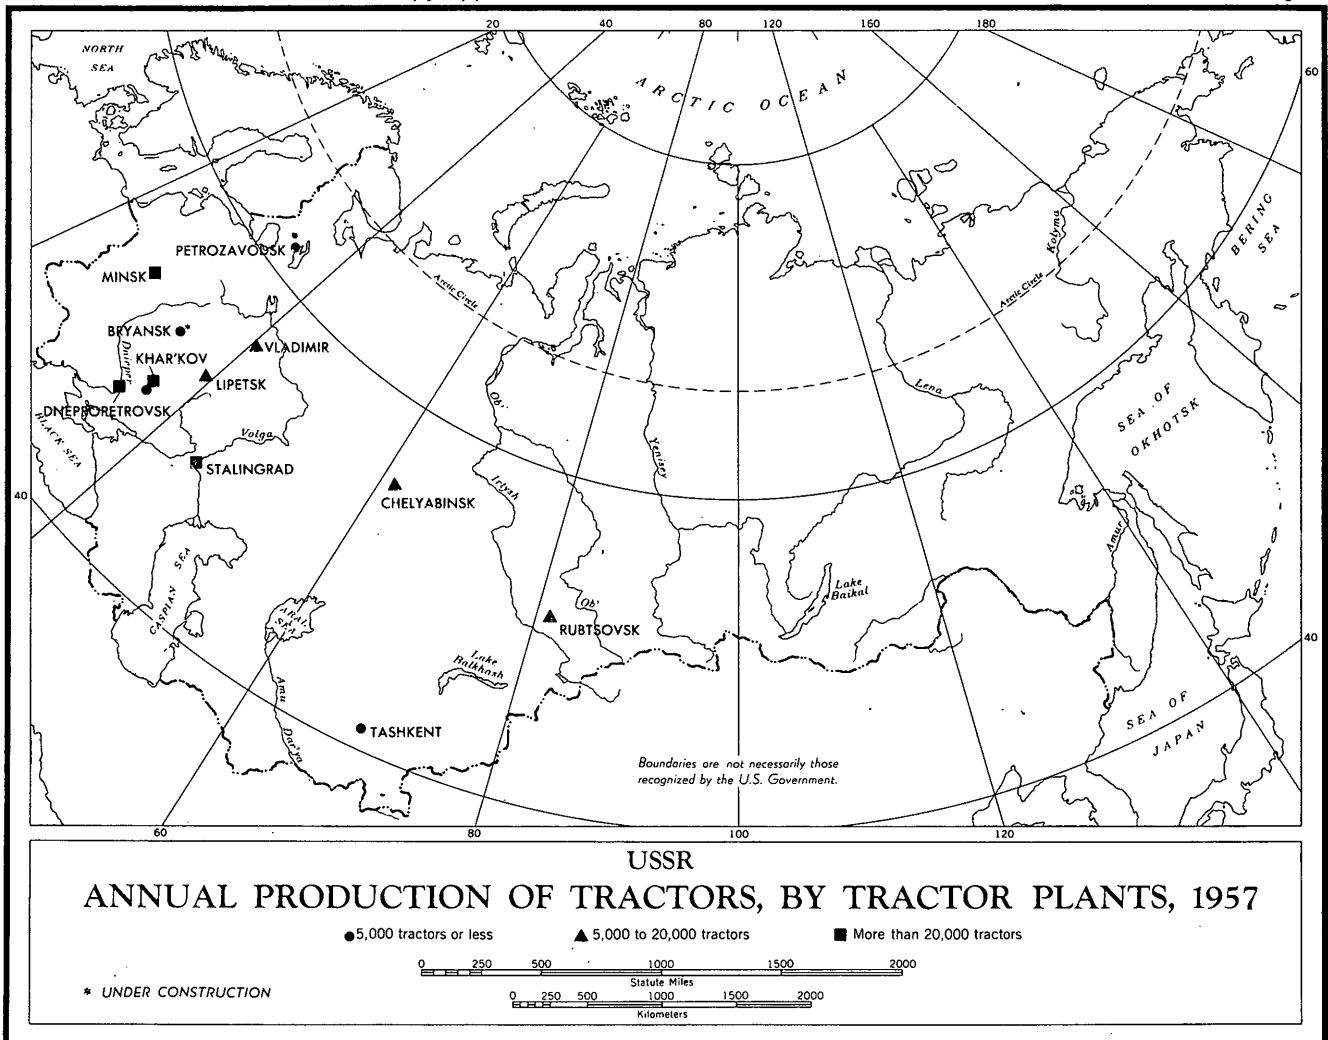 20 40 80 120 160 180
NORTH
SEA
ARCTIC OCEAN
60
BERING
SEA
Kolyma
PETROZAVODSK
MINSK
Arctic Circle
Arctic Circle
BRYANSK *
VLADIMIR
Dnieper
KHAR'KOV
LIPETSK
DNEPRORETROVSK
BLACK SEA
Volga
STALINGRAD
Ob'
Lena
SEA OF
OKHOTSK
Yenisey
Irtysh
40
CHELYABINSK
Amur
CASPIAN SEA
ARAL
SEA
Ob'
RUBTSOVSK
Lake
Baikal
40
Lake
Balkhash
Amu
Dar'ya
TASHKENT
SEA OF
JAPAN
Boundaries are not necessarily those
recognized by the U.S. Government.
60 80 100 120
USSR
ANNUAL PRODUCTION OF TRACTORS, BY TRACTOR PLANTS, 1957
5,000 tractors or less 5,000 to 20,000 tractors More than 20,000 tractors
0 250 500 1000 1500 2000
Statute Miles
* UNDER CONSTRUCTION
0 250 500 1000 1500 2000
Kilometers